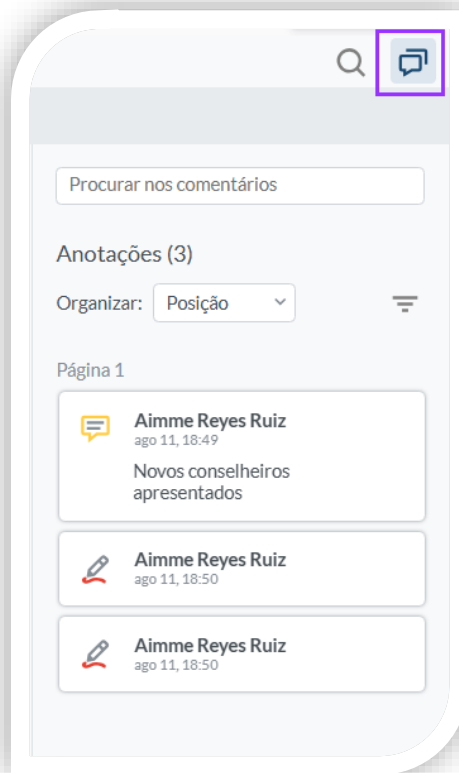 Procurar nos comentários
Anotações (3)
Organizar: Posição
Página 1
Aimme Reyes Ruiz
ago 11, 18:49
Novos conselheiros
apresentados
Aimme Reyes Ruiz
ago 11, 18:50
Aimme Reyes Ruiz
ago 11, 18:50